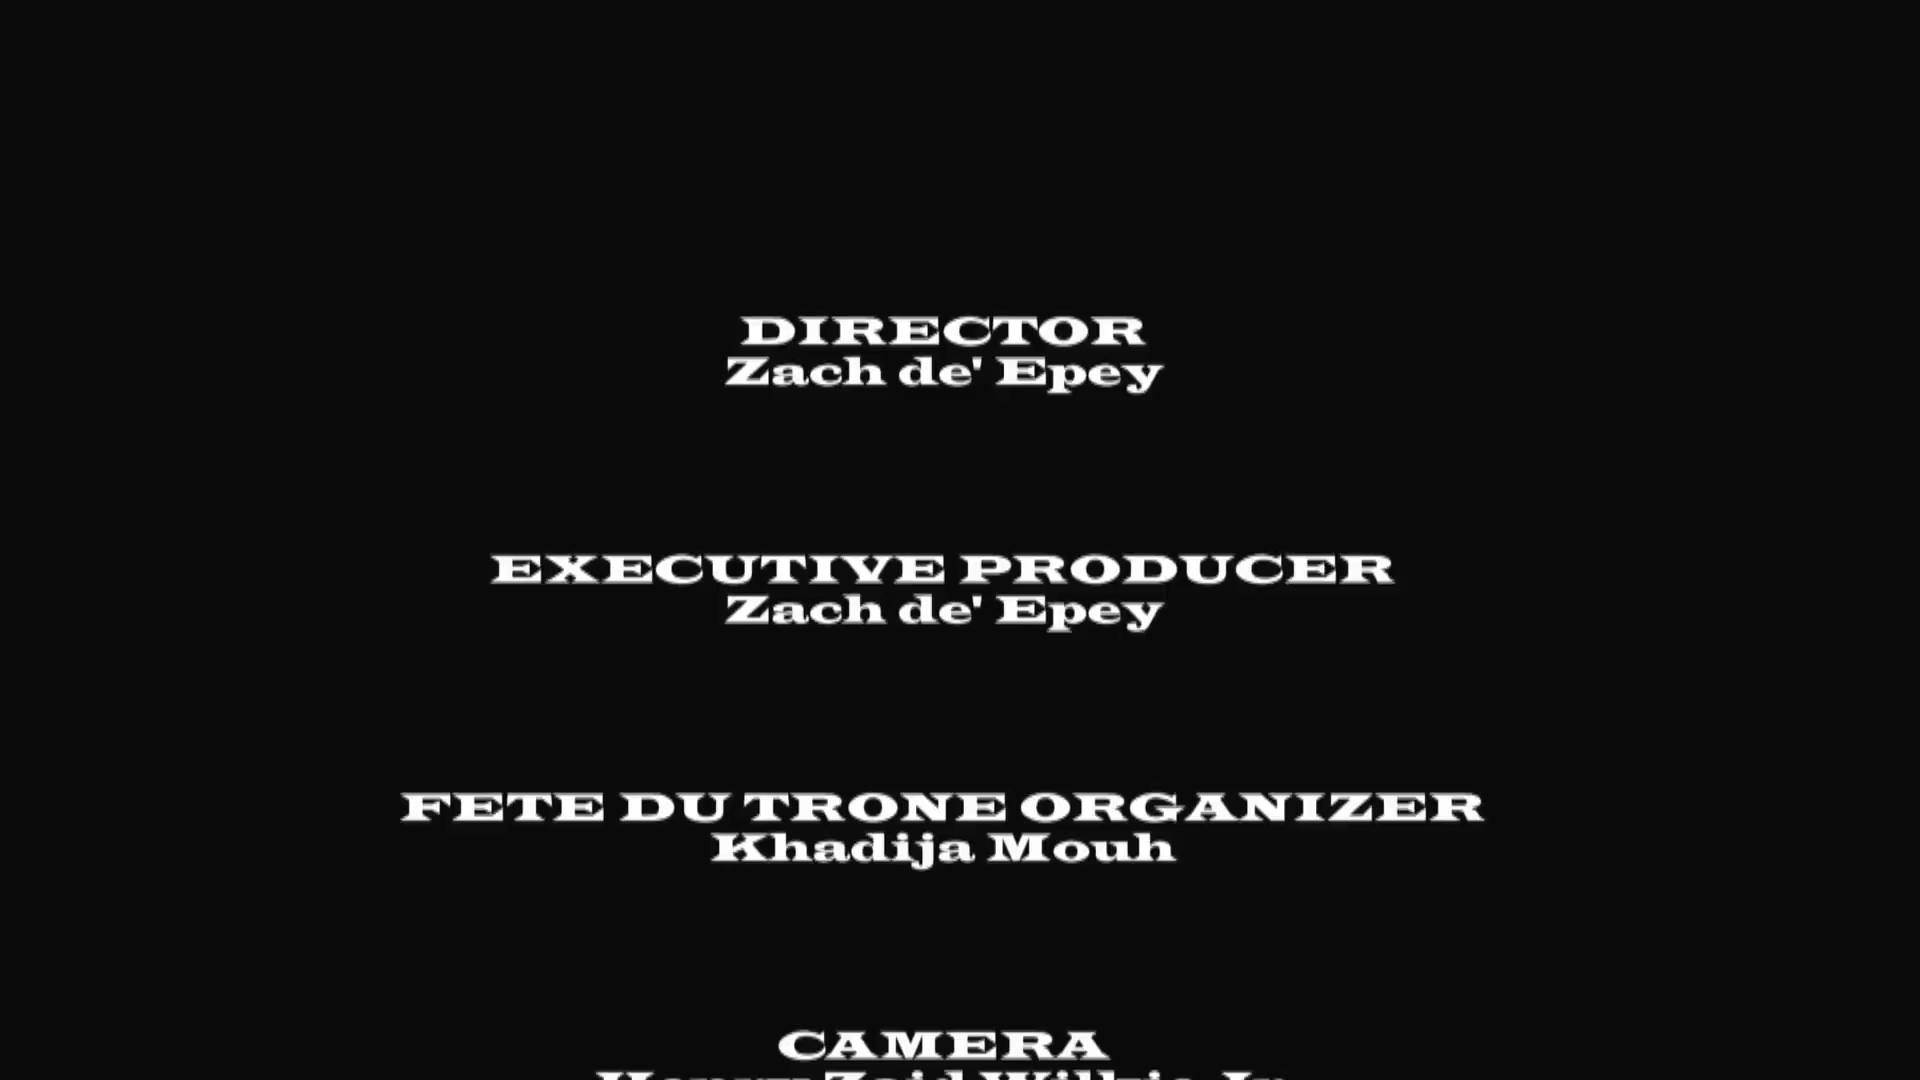 DIRECTOR
Zach de' Epey
EXECUTIVE PRODUCER
Zach de' Epey
FETE DU TRONE ORGANIZER
Khadija Mouh
CAMERA